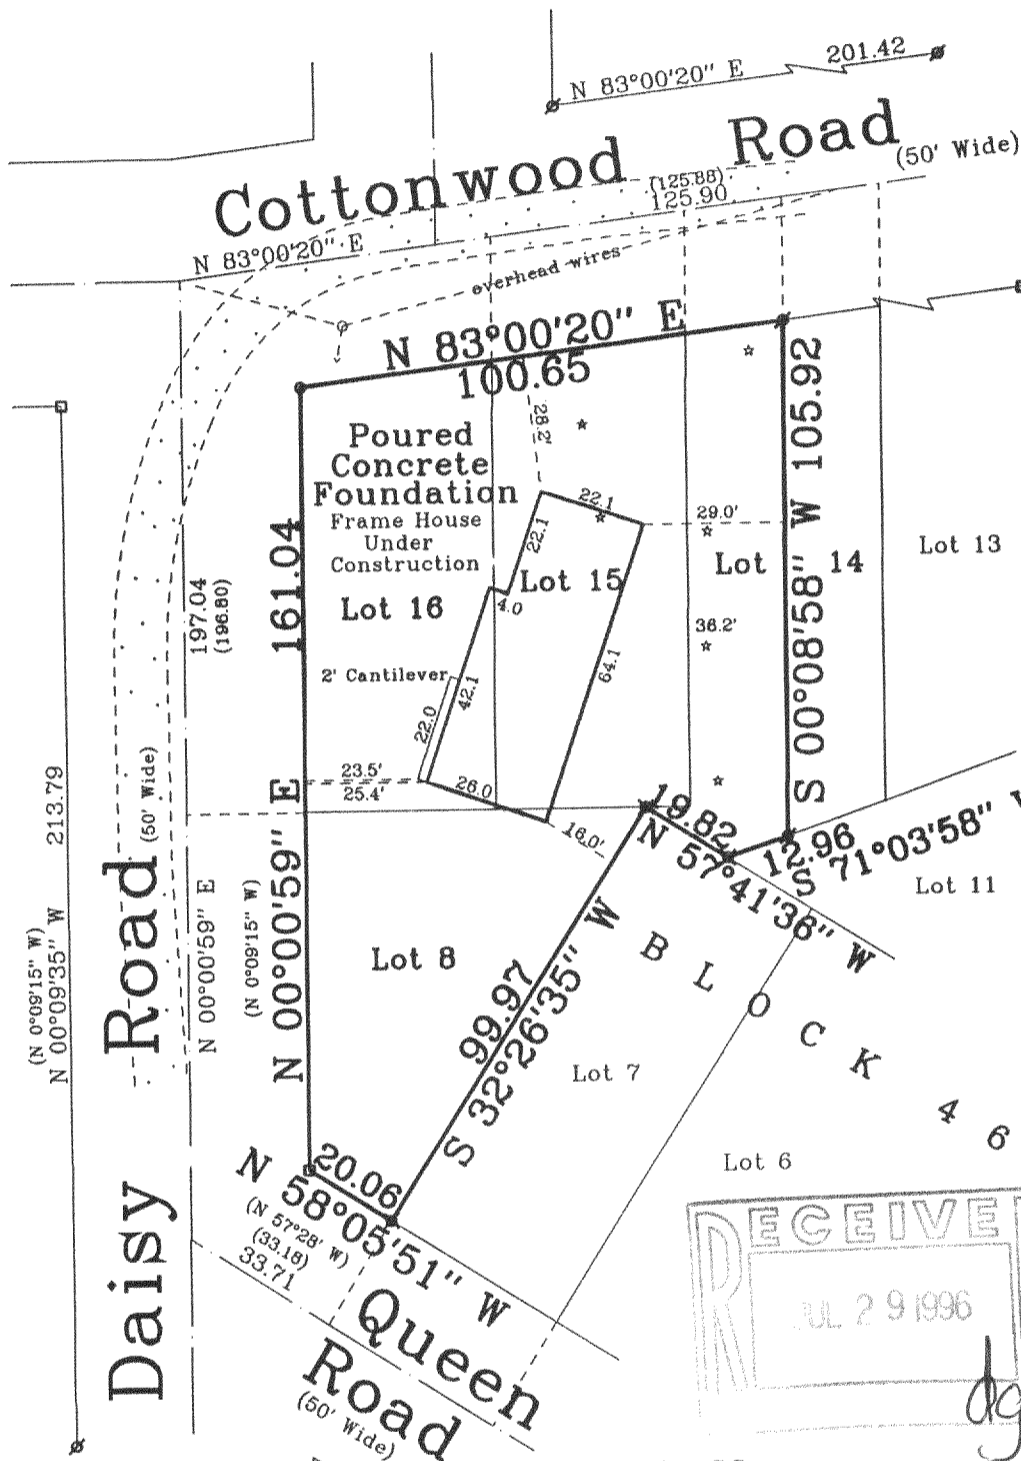 201.42
N 83°00'20" E
Cottonwood Road
(50' Wide)
(125.88)
125.90
N 83°00'20" E
overhead wires
N 83°00'20" E
100.65
28.2'
Poured
Concrete
Foundation
Frame House
Under
Construction
22.1
22.1
29.0'
S 00°08'58" W 105.92
Lot 13
Lot 14
Lot 15
Lot 16
4.0
161.04
197.04
(196.80)
36.2'
2' Cantilever
42.1
22.0
64.1
23.5'
25.4'
26.0
16.0'
19.82
N 57°41'36" W
12.96
S 71°03'58" W
Lot 11
N 00°00'59" E
(N 0°09'15" W)
N 00°00'59" E
(N 0°09'15" W)
N 00°09'35" W 213.79
Daisy Road
(50' Wide)
Lot 8
99.97
S 32°26'35" W
BLOCK 46
Lot 7
Lot 6
20.06
N 58°05'51" W
(N 57°28' W)
(33.18)
33.71
Queen
Road
(50' Wide)
RECEIVE
JUL 29 1996
dg